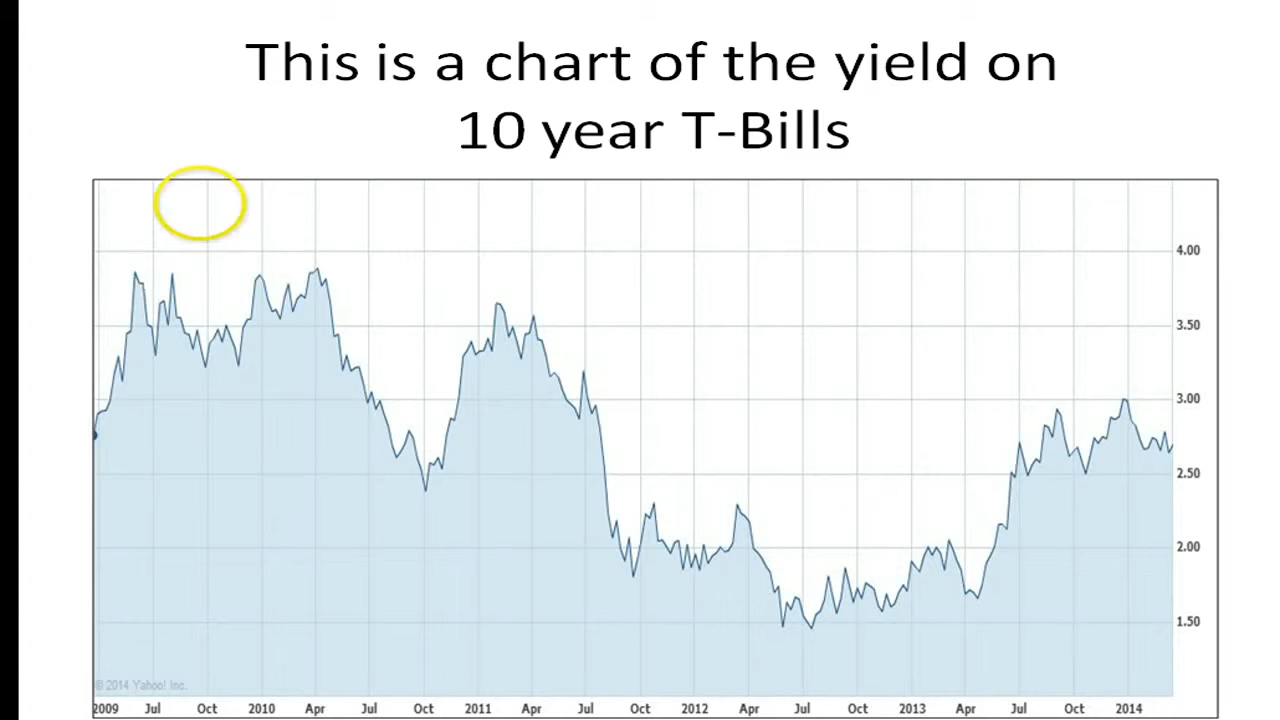 This is a chart of the yield on
10 year T-Bills
4.00
3.50
3.00
2.50
2.00
1.50
© 2014 Yahoo! Inc.
2009 Jul Oct 2010 Apr Jul Oct 2011 Apr Jul Oct 2012 Apr Jul Oct 2013 Apr Jul Oct 2014